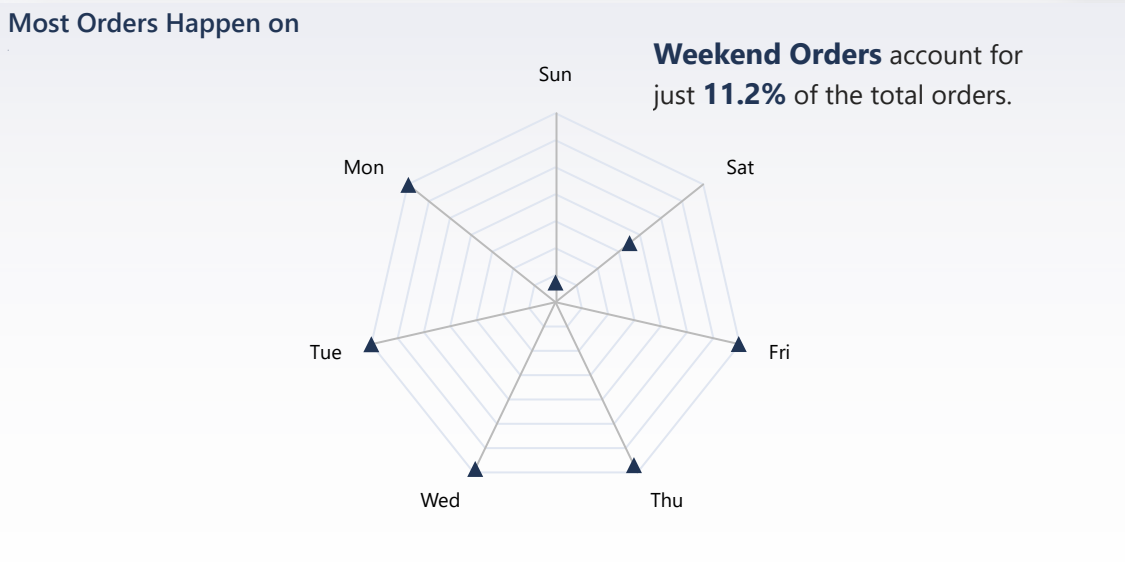 Most Orders Happen on
Weekend Orders account for
just 11.2% of the total orders.
Sun
Mon
Sat
Tue
Fri
Wed
Thu